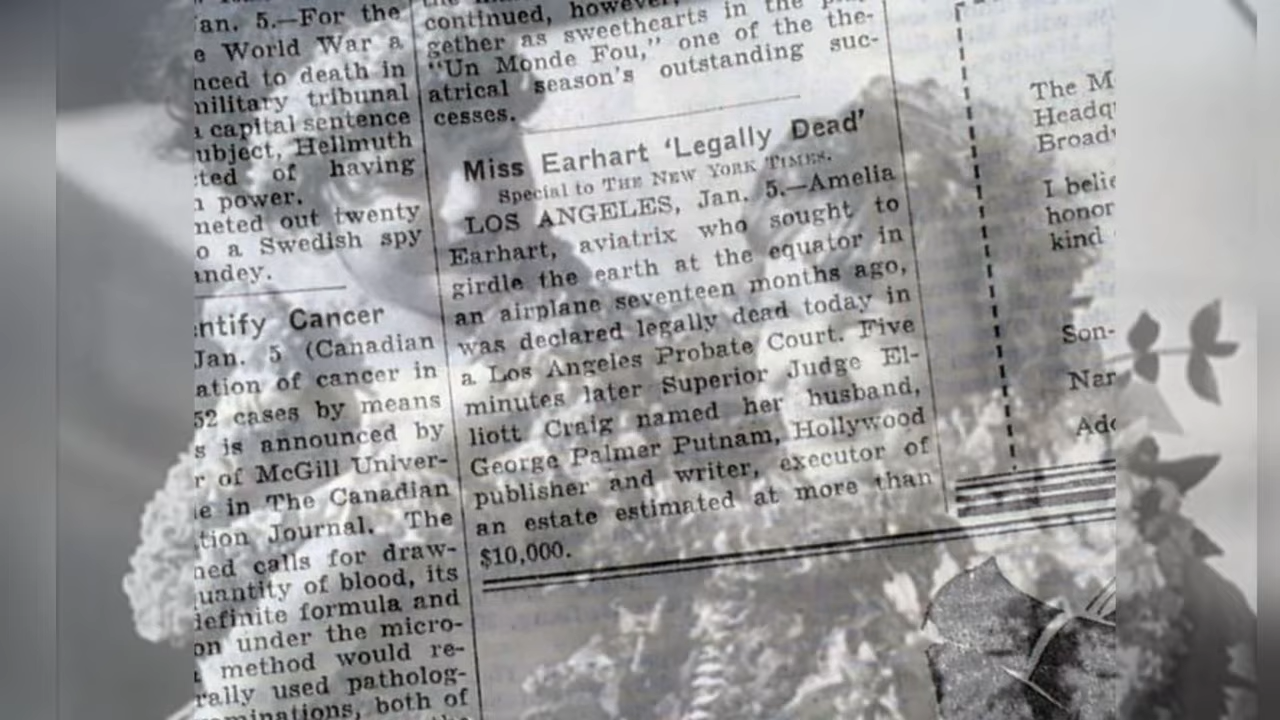 an. 5.—For the
e World War a
nced to death in
military tribunal
a capital sentence
ubject, Hellmuth
ted of having
n power.
meted out twenty
o a Swedish spy
ndey.
ntify Cancer
Jan. 5 (Canadian
ation of cancer in
52 cases by means
s is announced by
r of McGill Univer-
e in The Canadian
tion Journal. The
ned calls for draw-
uantity of blood, its
definite formula and
on under the micro-
method would re-
rally used patholog-
minations, both of
continued, however
gether as sweethearts in the
"Un Monde Fou," one of the the-
atrical season's outstanding suc-
cesses.
Miss Earhart 'Legally Dead'
Special to THE NEW YORK TIMES.
LOS ANGELES, Jan. 5.—Amelia
Earhart, aviatrix who sought to
girdle the earth at the equator in
an airplane seventeen months ago,
was declared legally dead today in
a Los Angeles Probate Court. Five
minutes later Superior Judge El-
liott Craig named her husband,
George Palmer Putnam, Hollywood
publisher and writer, executor of
an estate estimated at more than
$10,000.
The M
Headq
Broadw
I belie
honor
kind
Son-
Nar
Add